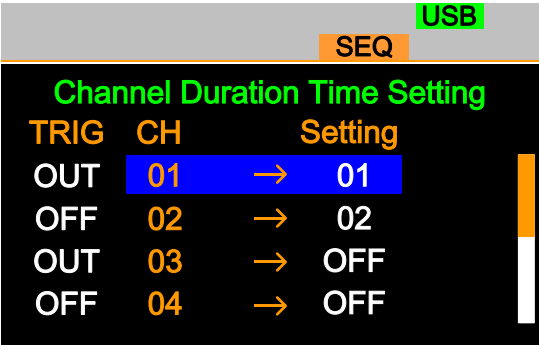 USB
SEQ
Channel Duration Time Setting
TRIG CH Setting
OUT 01 → 01
OFF 02 → 02
OUT 03 → OFF
OFF 04 → OFF